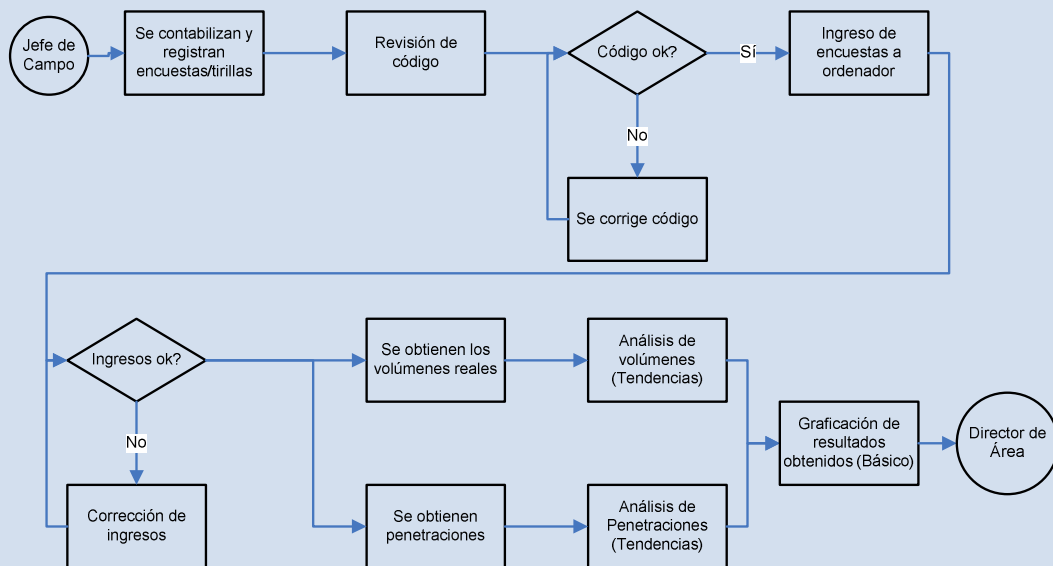 Jefe de
Campo
Se contabilizan y
registran
encuestas/tirillas
Revisión de
código
Código ok?
Sí
Ingreso de
encuestas a
ordenador
No
Se corrige código
Ingresos ok?
Se obtienen los
volúmenes reales
Análisis de
volúmenes
(Tendencias)
No
Corrección de
ingresos
Se obtienen
penetraciones
Análisis de
Penetraciones
(Tendencias)
Graficación de
resultados
obtenidos (Básico)
Director de
Área